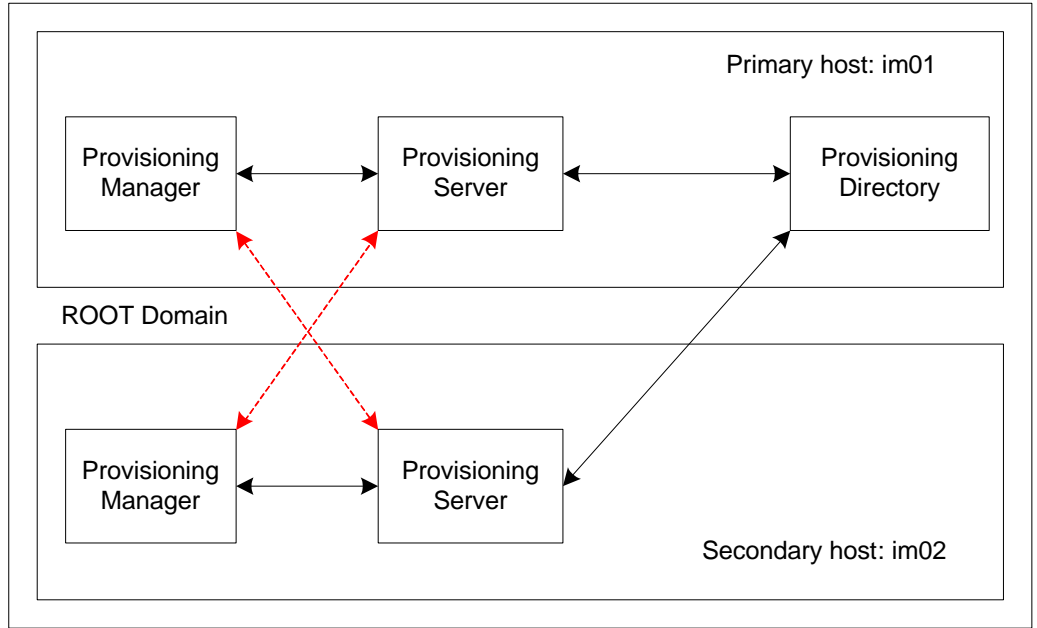 Primary host: im01
Provisioning
Manager
Provisioning
Server
Provisioning
Directory
ROOT Domain
Provisioning
Manager
Provisioning
Server
Secondary host: im02